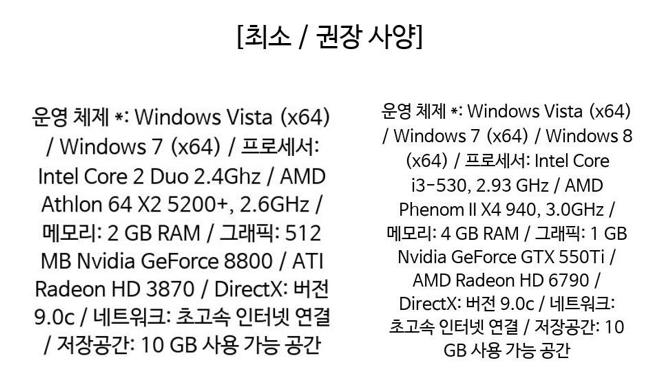 [최소 / 권장 사양]
운영 체제 *: Windows Vista (x64)
/ Windows 7 (x64) / 프로세서:
Intel Core 2 Duo 2.4Ghz / AMD
Athlon 64 X2 5200+, 2.6GHz /
메모리: 2 GB RAM / 그래픽: 512
MB Nvidia GeForce 8800 / ATI
Radeon HD 3870 / DirectX: 버전
9.0c / 네트워크: 초고속 인터넷 연결
/ 저장공간: 10 GB 사용 가능 공간
운영 체제 *: Windows Vista (x64)
/ Windows 7 (x64) / Windows 8
(x64) / 프로세서: Intel Core
i3-530, 2.93 GHz / AMD
Phenom II X4 940, 3.0GHz /
메모리: 4 GB RAM / 그래픽: 1 GB
Nvidia GeForce GTX 550Ti /
AMD Radeon HD 6790 /
DirectX: 버전 9.0c / 네트워크:
초고속 인터넷 연결 / 저장공간: 10
GB 사용 가능 공간